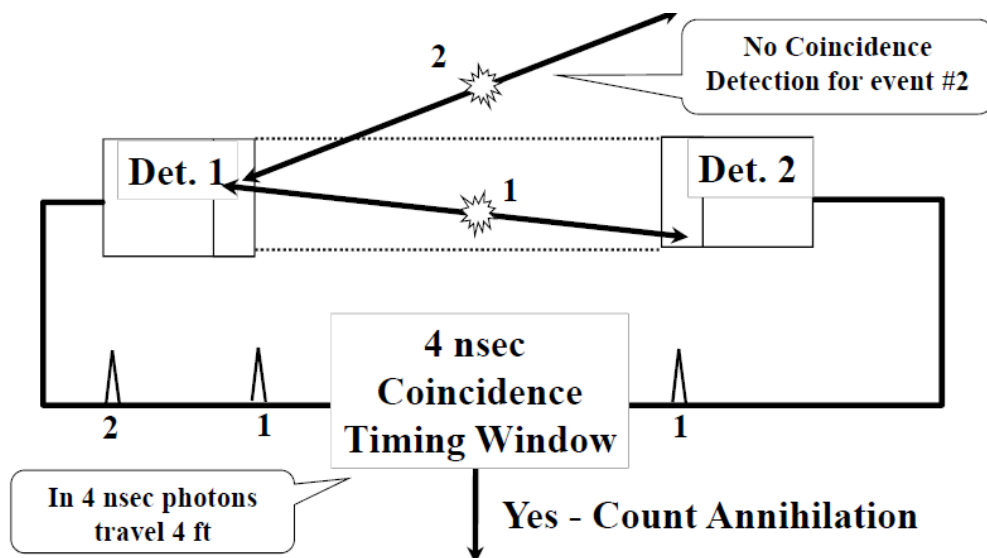 2
No Coincidence
Detection for event #2
Det. 1
Det. 2
1
4 nsec
Coincidence
Timing Window
2
1
1
In 4 nsec photons
travel 4 ft
Yes - Count Annihilation